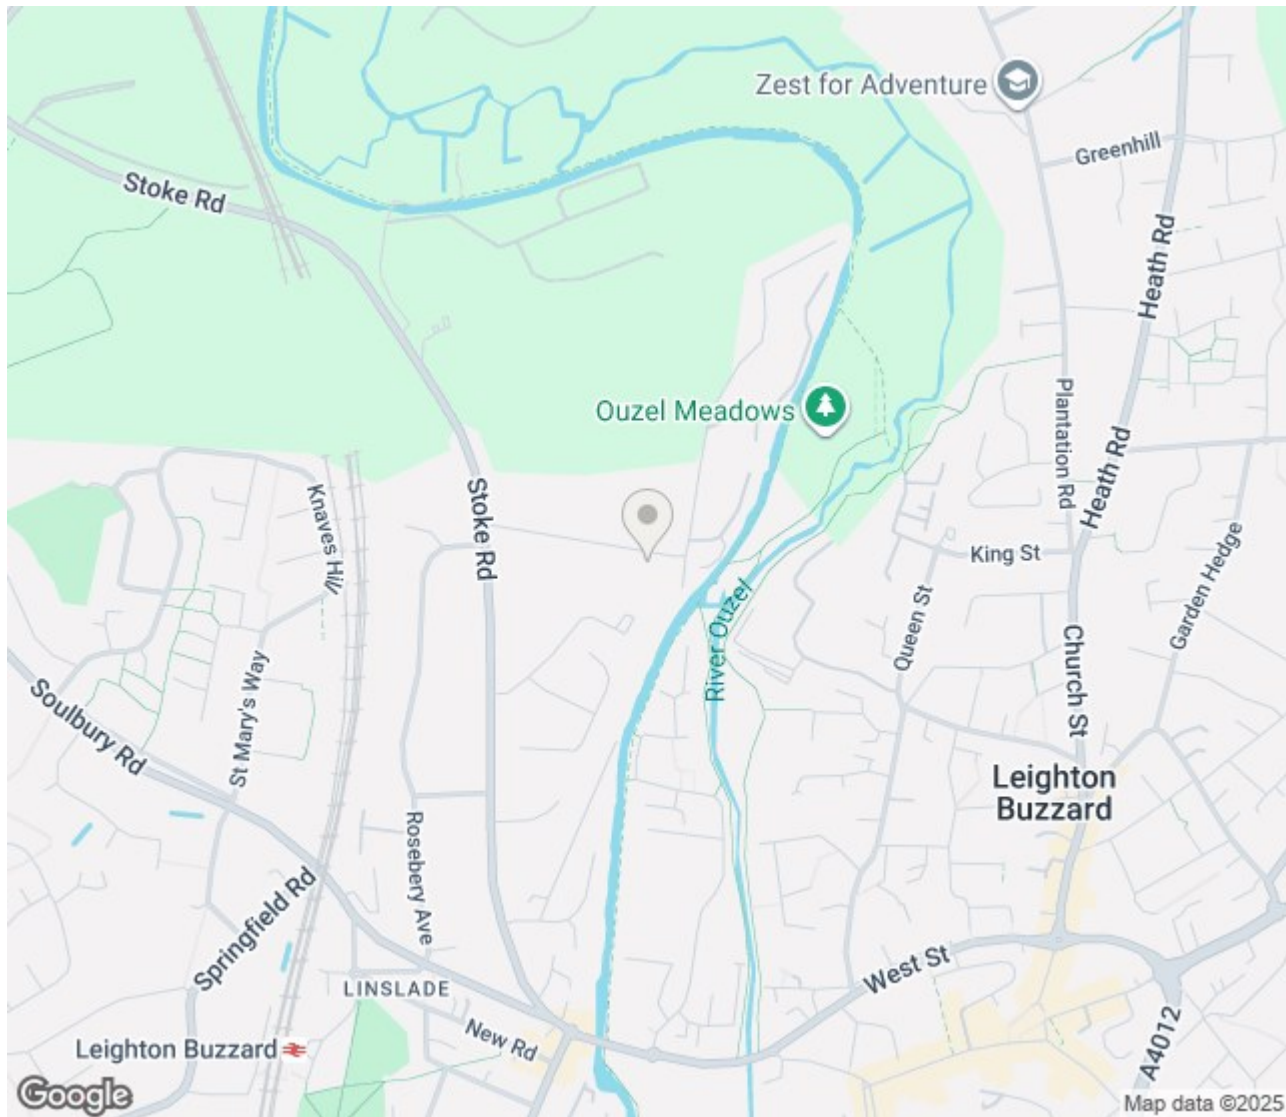 Zest for Adventure
Greenhill
Stoke Rd
Heath Rd
Ouzel Meadows
Plantation Rd
Heath Rd
Knaves Hill
Stoke Rd
King St
Garden Hedge
River Ouzel
Queen St
Church St
St Mary's Way
Soulbury Rd
Leighton
Buzzard
Rosebery Ave
Springfield Rd
West St
LINSLADE
New Rd
A4012
Leighton Buzzard
Google
Map data ©2025